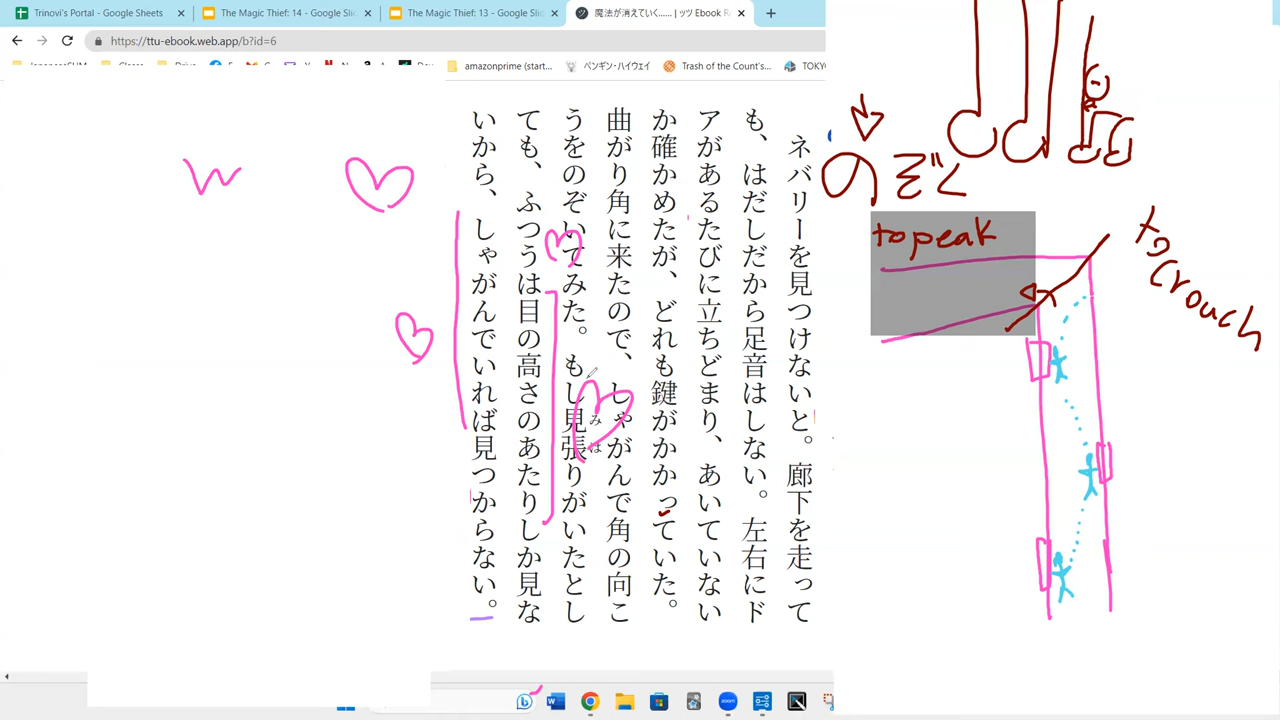 Trinovi's Portal - Google Sheets
The Magic Thief: 14 - Google Slid
The Magic Thief: 13 - Google Slid
魔法が消えていく…… | ッツ Ebook Re
https://ttu-ebook.web.app/b?id=6
amazonprime (start...
ペンギン・ハイウェイ
Trash of the Count's...
TOKYO
ネバリーを見つけないと。廊下を走って
も、はだしだから足音はしない。左右にド
アがあるたびに立ちどまり、あいていない
か確かめたが、どれも鍵がかかっていた。
曲がり角に来たので、しゃがんで角の向こ
うをのぞいてみた。もし見張りがいたとし
みは
ても、ふつうは目の高さのあたりしか見な
いから、しゃがんでいれば見つからない。
のぞく
to peak
to crouch
w